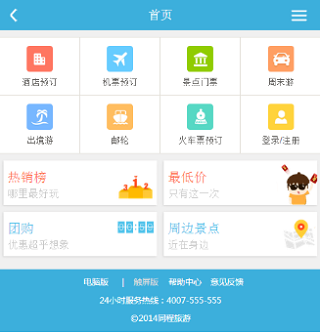 首页
酒店预订
机票预订
景点门票
周末游
出境游
邮轮
火车票预订
登录/注册
热销榜
哪里最好玩
最低价
只有这一次
团购
优惠超乎想象
周边景点
近在身边
电脑版 | 触屏版 帮助中心 意见反馈
24小时服务热线：4007-555-555
©2014同程旅游